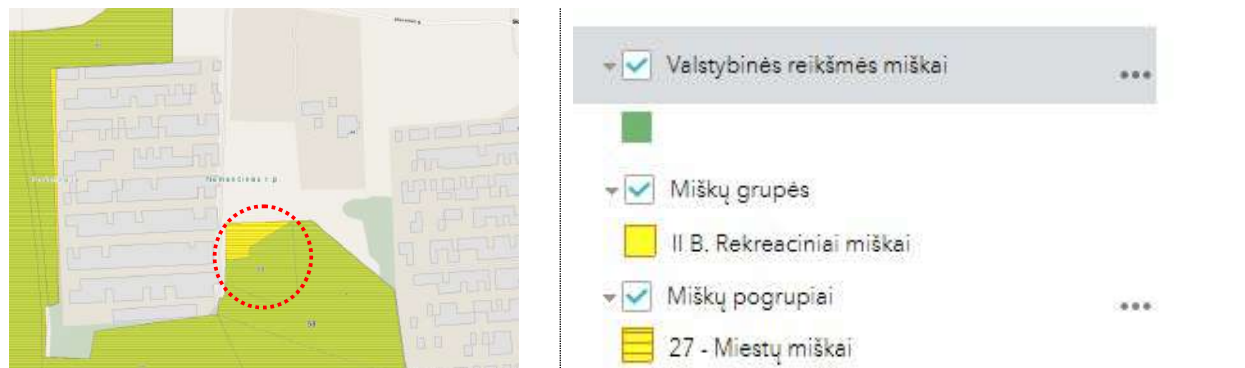 Valstybinės reikšmės miškai
Miškų grupės
II B. Rekreaciniai miškai
Miškų pogrupiai
27 - Miestų miškai